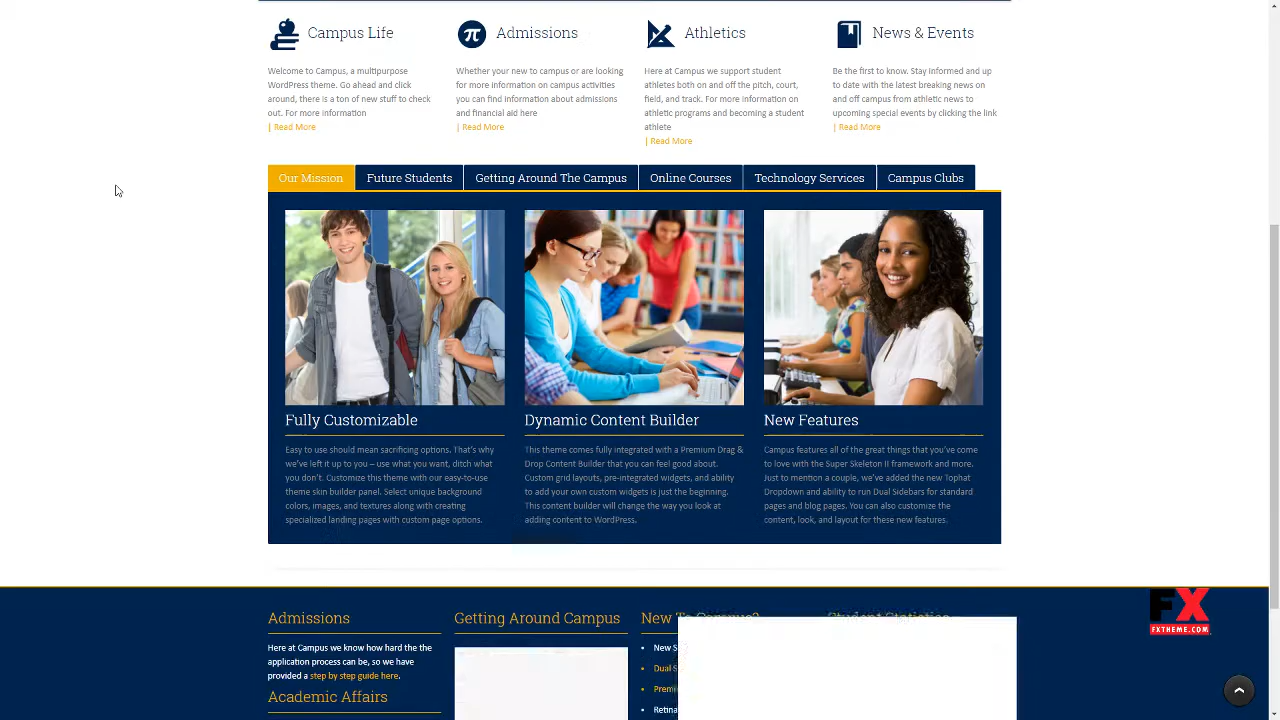 Campus Life
Admissions
Athletics
News & Events
Welcome to Campus, a multipurpose
WordPress theme. Go ahead and click
around, there is a ton of new stuff to check
out. For more information
| Read More
Whether your new to campus or are looking
for more information on campus activities
you can find information about admissions
and financial aid here
| Read More
Here at Campus we support student
athletes both on and off the pitch, court,
field, and track. For more information on
athletic programs and becoming a student
athlete
| Read More
Be the first to know. Stay informed and up
to date with the latest breaking news on
and off campus from athletic news to
upcoming special events by clicking the link
| Read More
Our Mission
Future Students
Getting Around The Campus
Online Courses
Technology Services
Campus Clubs
Fully Customizable
Easy to use should mean sacrificing options. That's why
we've left it up to you – use what you want, ditch what
you don't. Customize this theme with our easy-to-use
theme skin builder panel. Select unique background
colors, images, and textures along with creating
specialized landing pages with custom page options.
Dynamic Content Builder
This theme comes fully integrated with a Premium Drag &
Drop Content Builder that you can feel good about.
Custom grid layouts, pre-integrated widgets, and ability
to add your own custom widgets is just the beginning.
This content builder will change the way you look at
adding content to WordPress.
New Features
Campus features all of the great things that you've come
to love with the Super Skeleton II framework and more.
Just to mention a couple, we've added the new Tophat
Dropdown and ability to run Dual Sidebars for standard
pages and blog pages. You can also customize the
content, look, and layout for these new features.
FX
FXTHEME.COM
Admissions
Here at Campus we know how hard the the
application process can be, so we have
provided a step by step guide here.
Academic Affairs
Getting Around Campus
New To Campus?
New S
Dual S
Premi
Retina
Student Statistics